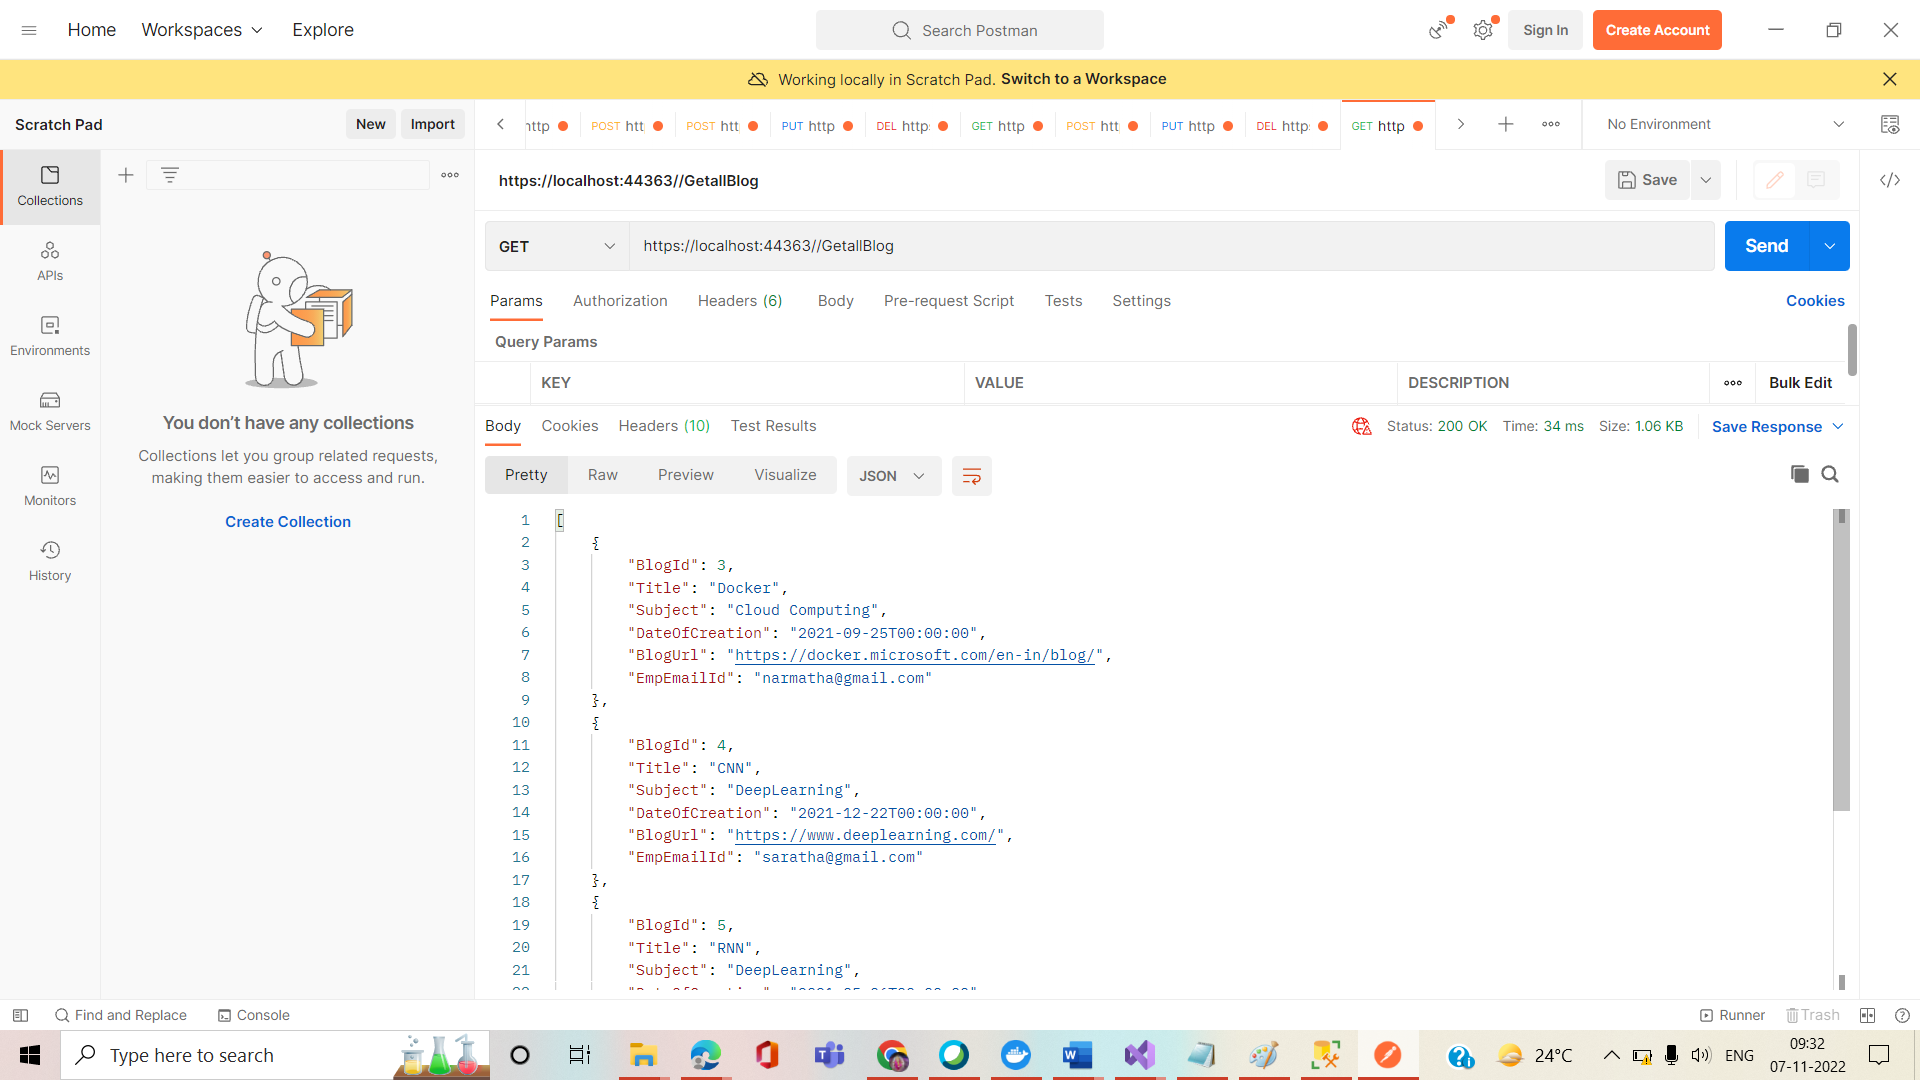 Home
Workspaces
Explore
Search Postman
Sign In
Create Account
Working locally in Scratch Pad. Switch to a Workspace
Scratch Pad
New
Import
http
POST htt
POST htt
PUT http
DEL http
GET http
POST htt
PUT http
DEL http
GET http
No Environment
Collections
APIs
Environments
Mock Servers
Monitors
History
You don’t have any collections
Collections let you group related requests,
making them easier to access and run.
Create Collection
https://localhost:44363//GetallBlog
Save
GET
https://localhost:44363//GetallBlog
Send
Params
Authorization
Headers (6)
Body
Pre-request Script
Tests
Settings
Cookies
Query Params
KEY
VALUE
DESCRIPTION
Bulk Edit
Body
Cookies
Headers (10)
Test Results
Status: 200 OK
Time: 34 ms
Size: 1.06 KB
Save Response
Pretty
Raw
Preview
Visualize
JSON
1 [
2 {
3 "BlogId": 3,
4 "Title": "Docker",
5 "Subject": "Cloud Computing",
6 "DateOfCreation": "2021-09-25T00:00:00",
7 "BlogUrl": "https://docker.microsoft.com/en-in/blog/",
8 "EmpEmailId": "narmatha@gmail.com"
9 },
10 {
11 "BlogId": 4,
12 "Title": "CNN",
13 "Subject": "DeepLearning",
14 "DateOfCreation": "2021-12-22T00:00:00",
15 "BlogUrl": "https://www.deeplearning.com/",
16 "EmpEmailId": "saratha@gmail.com"
17 },
18 {
19 "BlogId": 5,
20 "Title": "RNN",
21 "Subject": "DeepLearning",
Find and Replace
Console
Runner
Trash
Type here to search
24°C
ENG
09:32
07-11-2022